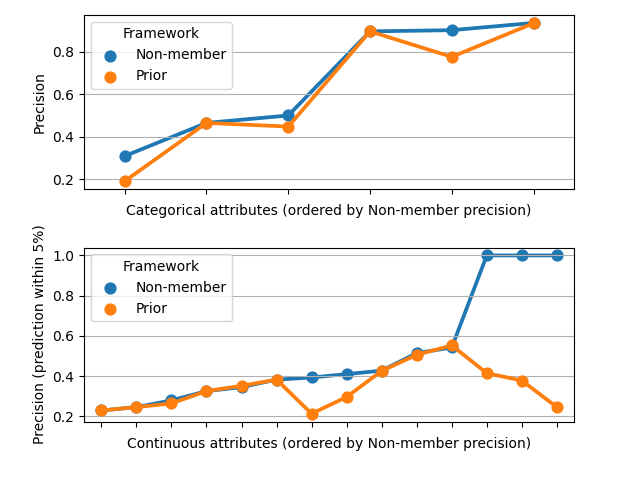 Framework
Non-member
Prior
0.8
0.6
0.4
0.2
Precision
Categorical attributes (ordered by Non-member precision)
Framework
Non-member
Prior
1.0
0.8
0.6
0.4
0.2
Precision (prediction within 5%)
Continuous attributes (ordered by Non-member precision)